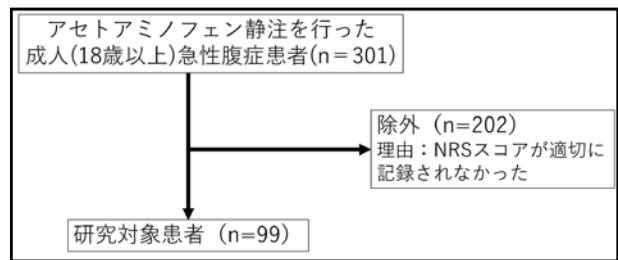 アセトアミノフェン静注を行った
成人(18歳以上)急性腹症患者(n＝301)
除外（n=202)
理由：NRSスコアが適切に
記録されなかった
研究対象患者（n=99）